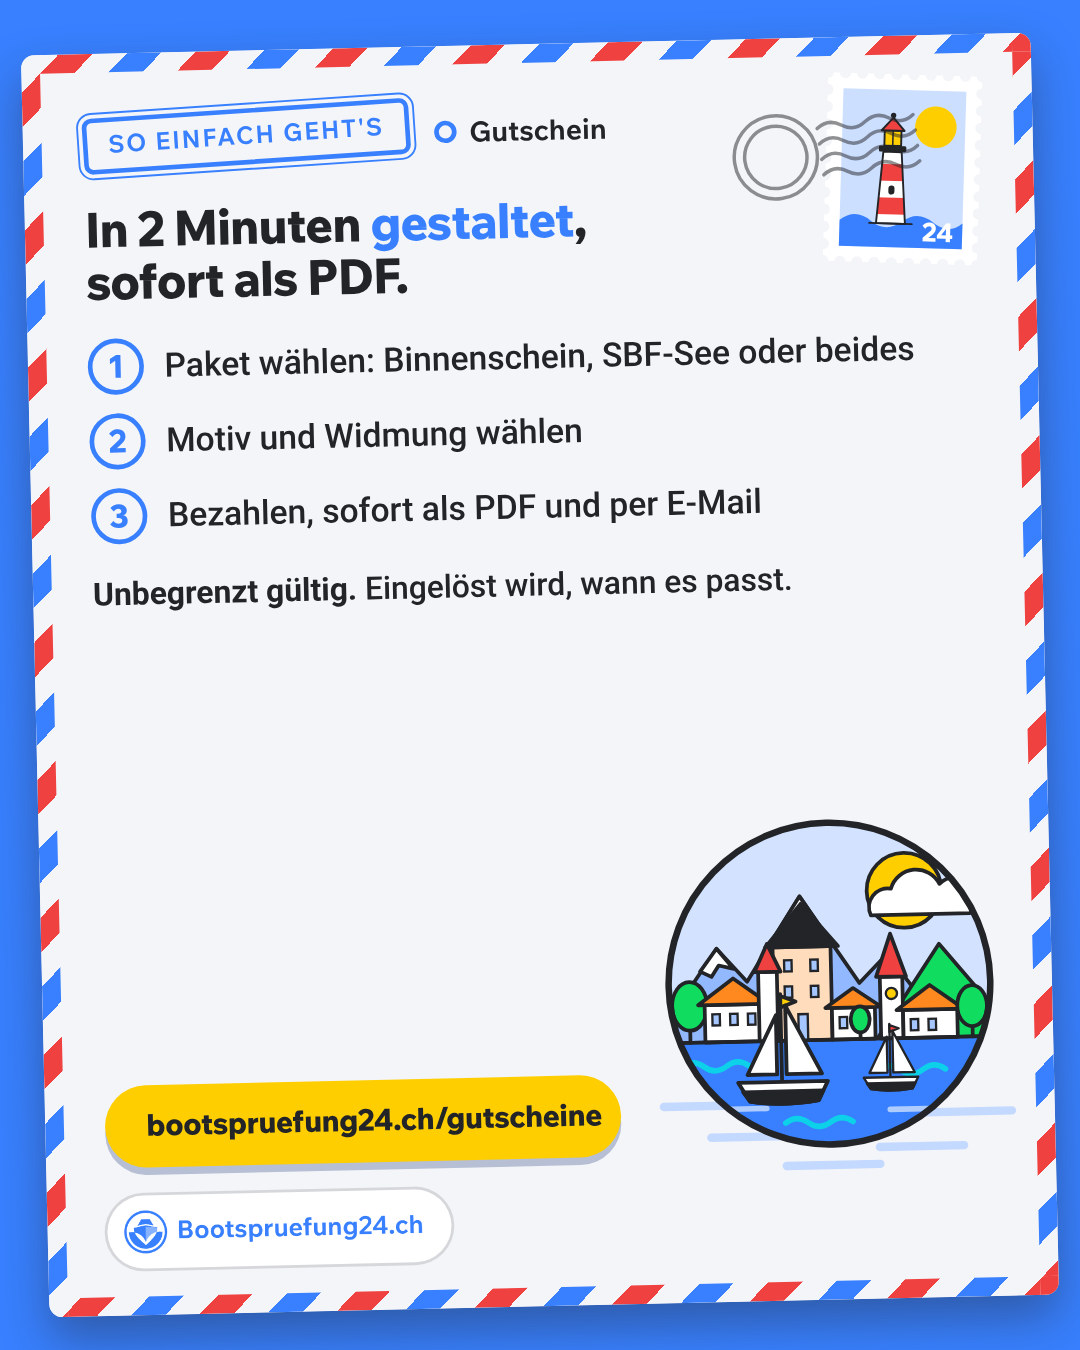 SO EINFACH GEHT'S
Gutschein
24
In 2 Minuten gestaltet,
sofort als PDF.
1 Paket wählen: Binnenschein, SBF-See oder beides
2 Motiv und Widmung wählen
3 Bezahlen, sofort als PDF und per E-Mail
Unbegrenzt gültig. Eingelöst wird, wann es passt.
bootspruefung24.ch/gutscheine
Bootspruefung24.ch